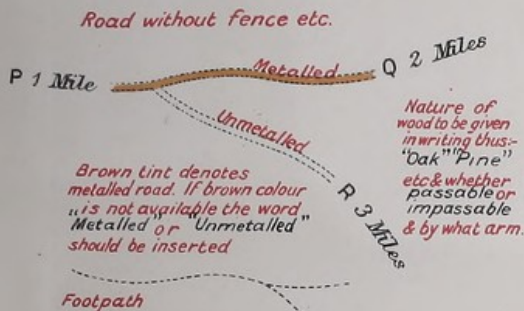 Road without fence etc.
P 1 Mile
Metalled
Q 2 Miles
Unmetalled
R 3 Miles
Nature of
wood to be given
in writing thus:-
"Oak" "Pine"
etc & whether
passable or
impassable
& by what arm.
Brown tint denotes
metalled road. If brown colour
is not available the word
"Metalled" or "Unmetalled"
should be inserted
Footpath